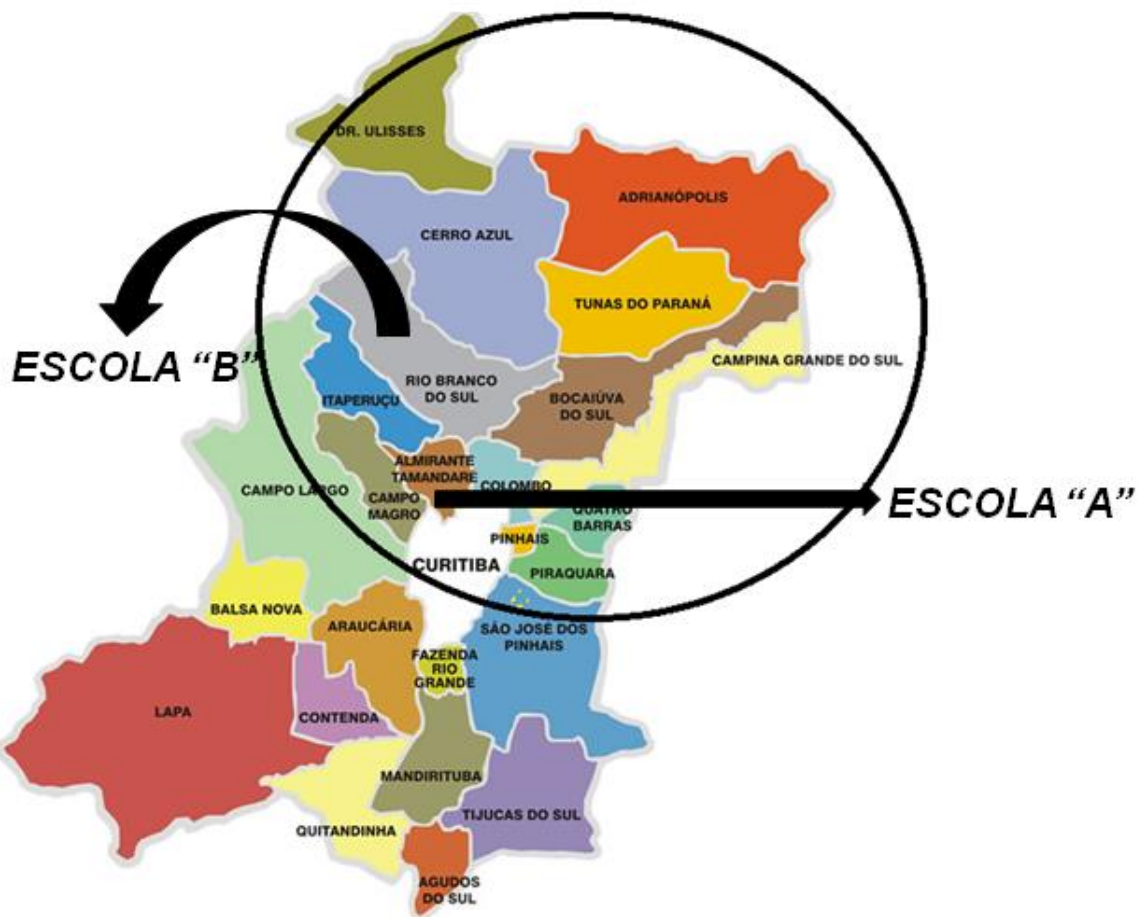 DR. ULISSES
ADRIANÓPOLIS
CERRO AZUL
TUNAS DO PARANÁ
ESCOLA “B”
CAMPINA GRANDE DO SUL
RIO BRANCO
DO SUL
ITAPERUÇU
BOCAIÚVA
DO SUL
ALMIRANTE
TAMANDARE
CAMPO LARGO
CAMPO
MAGRO
COLOMBO
QUATRO
BARRAS
ESCOLA “A”
PINHAIS
CURITIBA
PIRAQUARA
BALSA NOVA
ARAUCÁRIA
SÃO JOSÉ DOS
PINHAIS
FAZENDA
RIO
GRANDE
LAPA
CONTENDA
MANDIRITUBA
TIJUCAS DO SUL
QUITANDINHA
AGUDOS
DO SUL